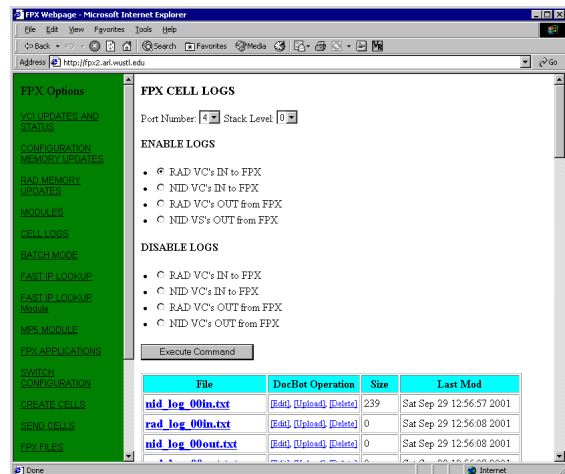 FPX Webpage - Microsoft Internet Explorer
File Edit View Favorites Tools Help
Back Search Favorites Media
Address http://fpx2.arl.wustl.edu Go
FPX Options
VCI UPDATES AND
STATUS
CONFIGURATION
MEMORY UPDATES
RAD MEMORY
UPDATES
MODULES
CELL LOGS
BATCH MODE
FAST IP LOOKUP
FAST IP LOOKUP
Module
MP5 MODULE
FPX APPLICATIONS
SWITCH
CONFIGURATION
CREATE CELLS
SEND CELLS
FPX FILES
FPX CELL LOGS
Port Number: 4 Stack Level: 0
ENABLE LOGS
RAD VC's IN to FPX
NID VC's IN to FPX
RAD VC's OUT from FPX
NID VS's OUT from FPX
DISABLE LOGS
RAD VC's IN to FPX
NID VC's IN to FPX
RAD VC's OUT from FPX
NID VC's OUT from FPX
Execute Command
File DocBot Operation Size Last Mod
nid_log_00in.txt [Edit], [Upload], [Delete] 239 Sat Sep 29 12:56:57 2001
rad_log_00in.txt [Edit], [Upload], [Delete] 0 Sat Sep 29 12:56:08 2001
nid_log_00out.txt [Edit], [Upload], [Delete] 0 Sat Sep 29 12:56:08 2001
Done Internet